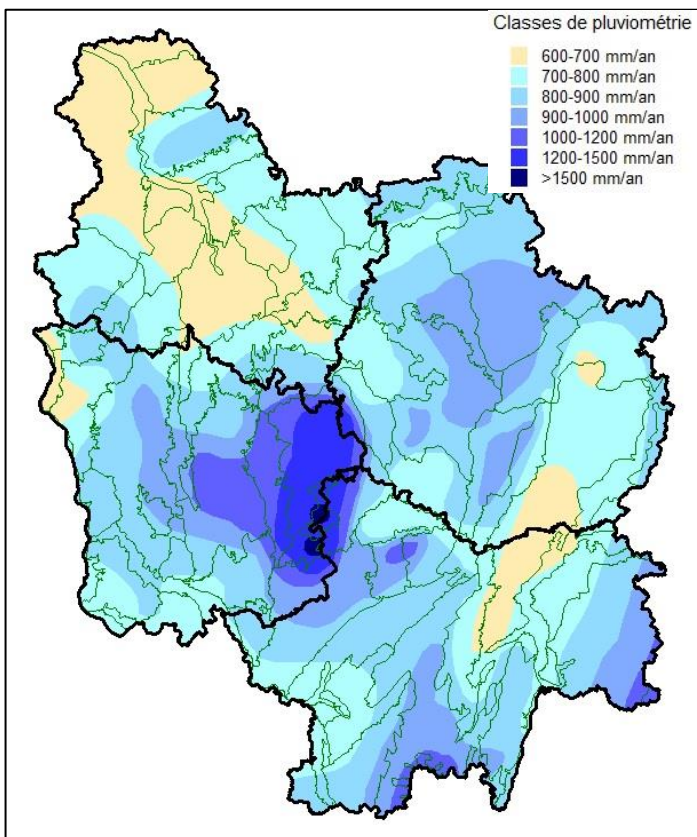 Classes de pluviométrie
600-700 mm/an
700-800 mm/an
800-900 mm/an
900-1000 mm/an
1000-1200 mm/an
1200-1500 mm/an
>1500 mm/an